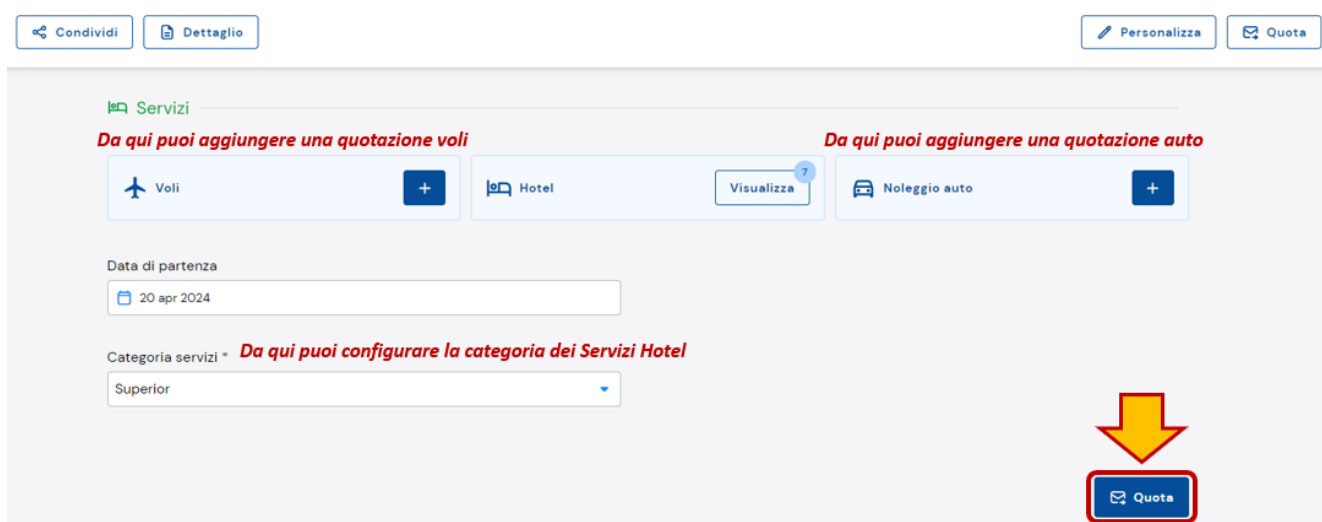 Condividi Dettaglio Personalizza Quota
Servizi
Da qui puoi aggiungere una quotazione voli Da qui puoi aggiungere una quotazione auto
Voli + Hotel Visualizza 7 Noleggio auto +
Data di partenza
20 apr 2024
Categoria servizi * Da qui puoi configurare la categoria dei Servizi Hotel
Superior
Quota